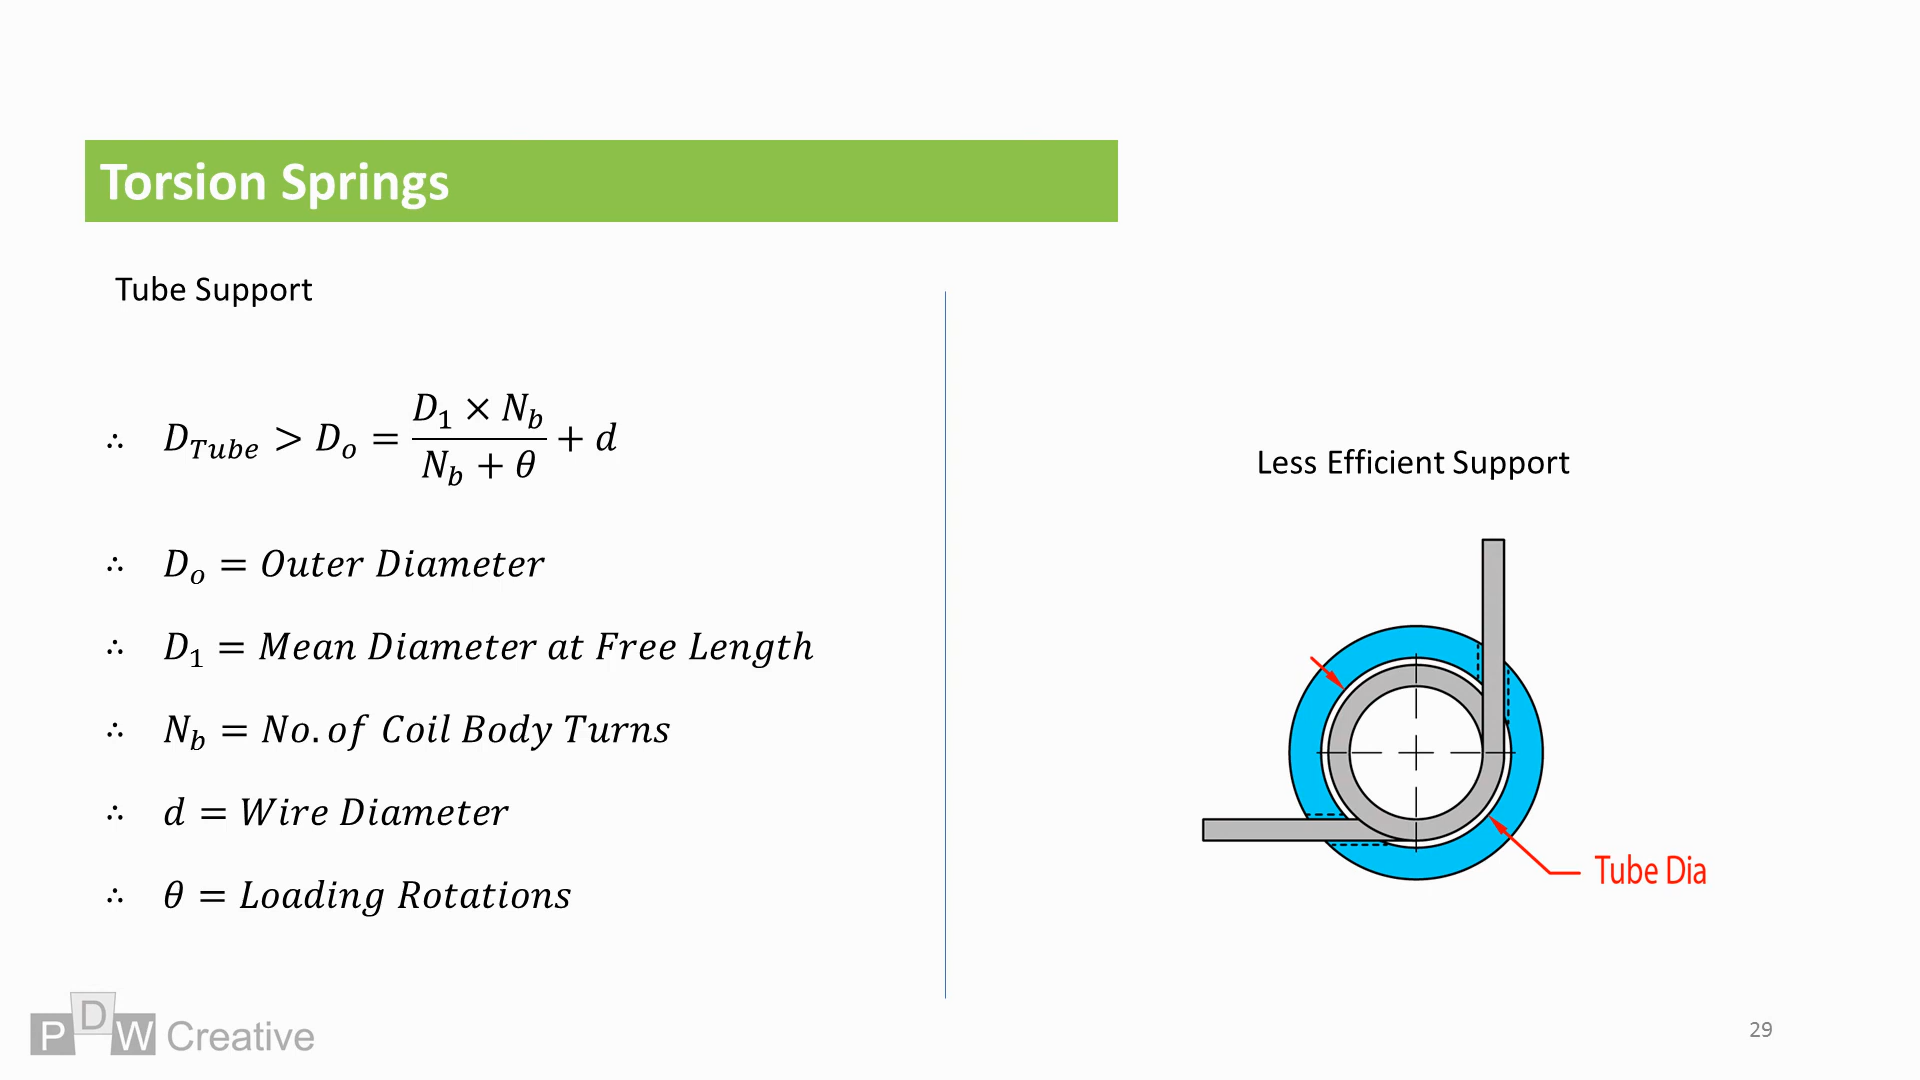 Torsion Springs
Tube Support
∴ D_Tube > D_o = (D_1 × N_b) / (N_b + θ) + d
∴ D_o = Outer Diameter
∴ D_1 = Mean Diameter at Free Length
∴ N_b = No. of Coil Body Turns
∴ d = Wire Diameter
∴ θ = Loading Rotations
Less Efficient Support
Tube Dia
PDW Creative
29